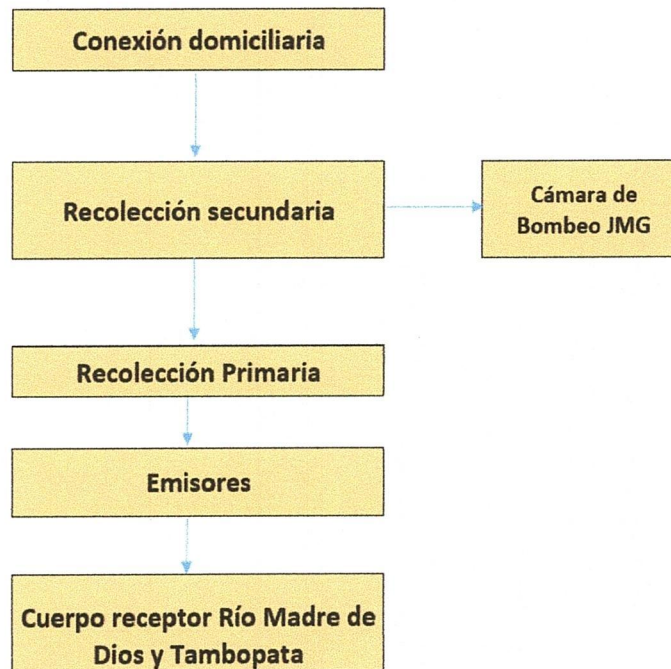 Conexión domiciliaria
Recolección secundaria
Cámara de
Bombeo JMG
Recolección Primaria
Emisores
Cuerpo receptor Río Madre de
Dios y Tambopata